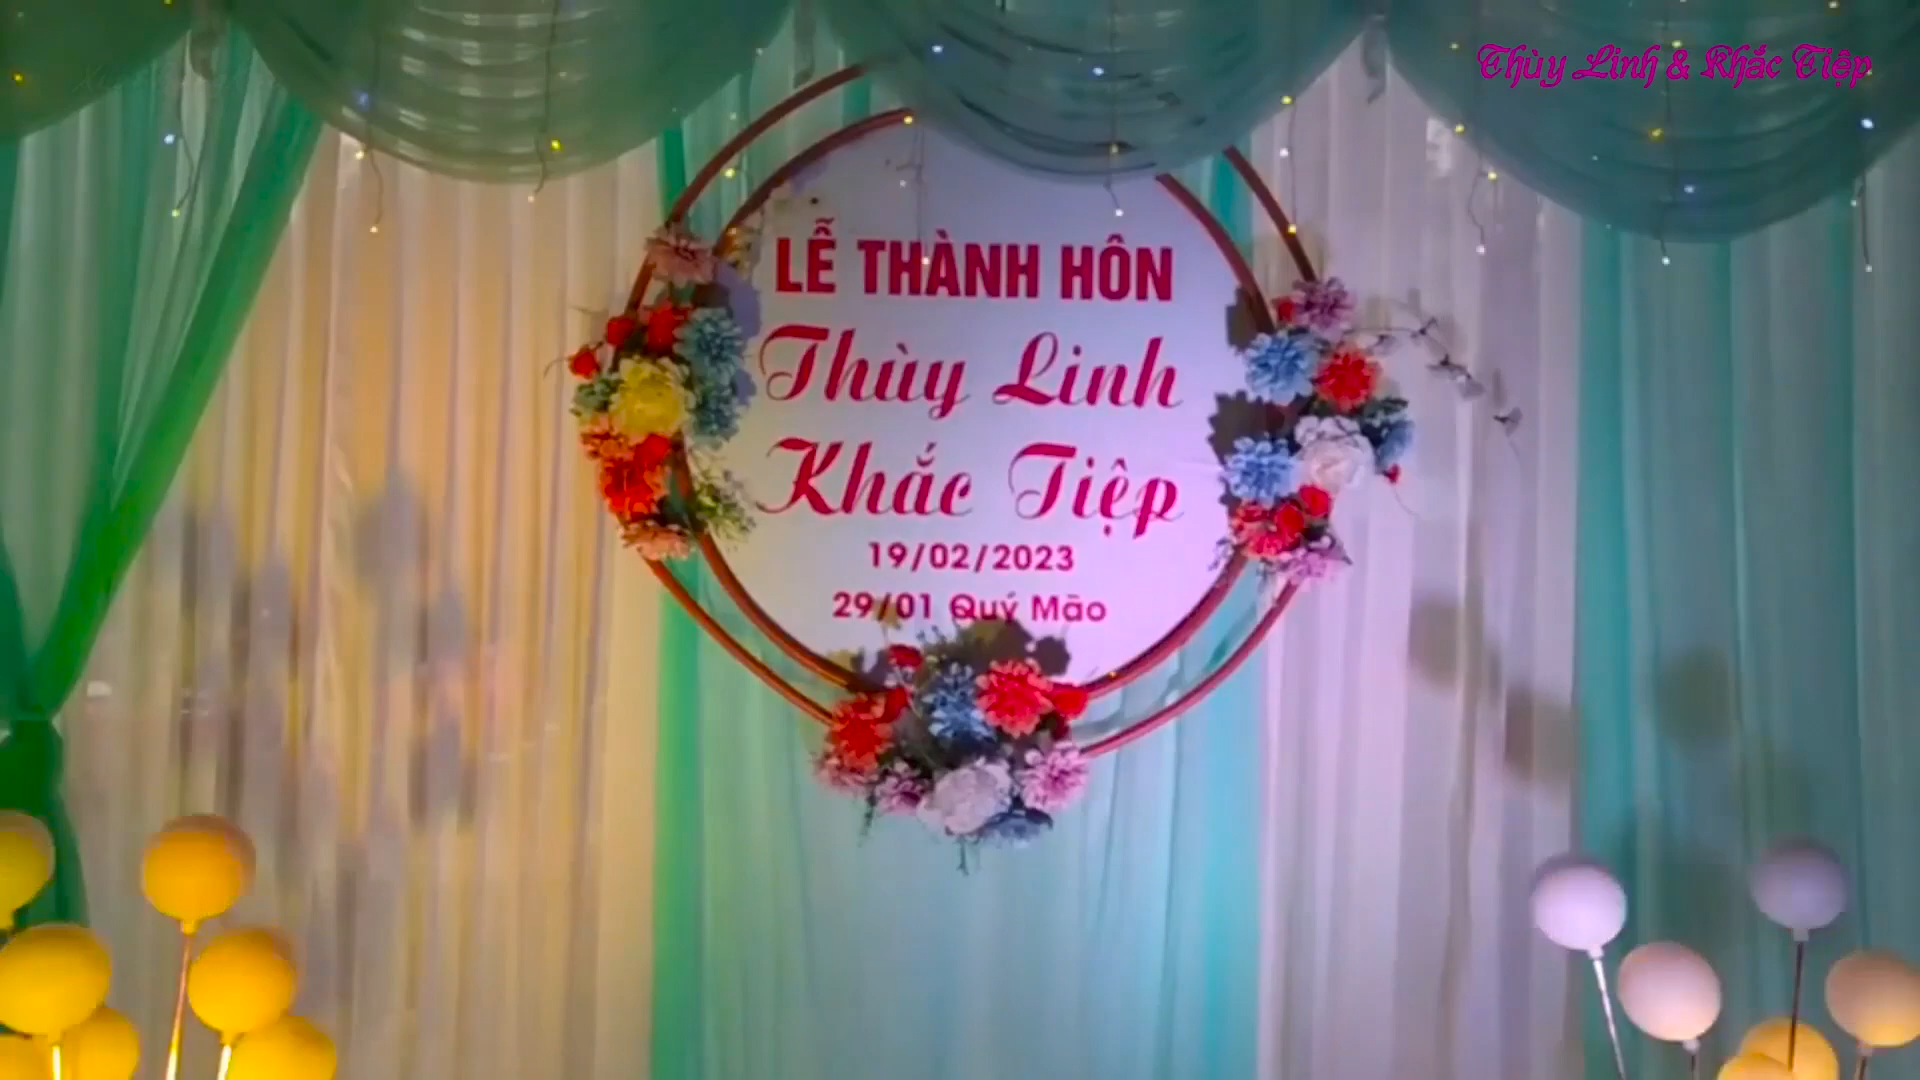 Thùy Linh & Khắc Tiệp
LỄ THÀNH HÔN
Thùy Linh
Khắc Tiệp
19/02/2023
29/01 Quý Mão